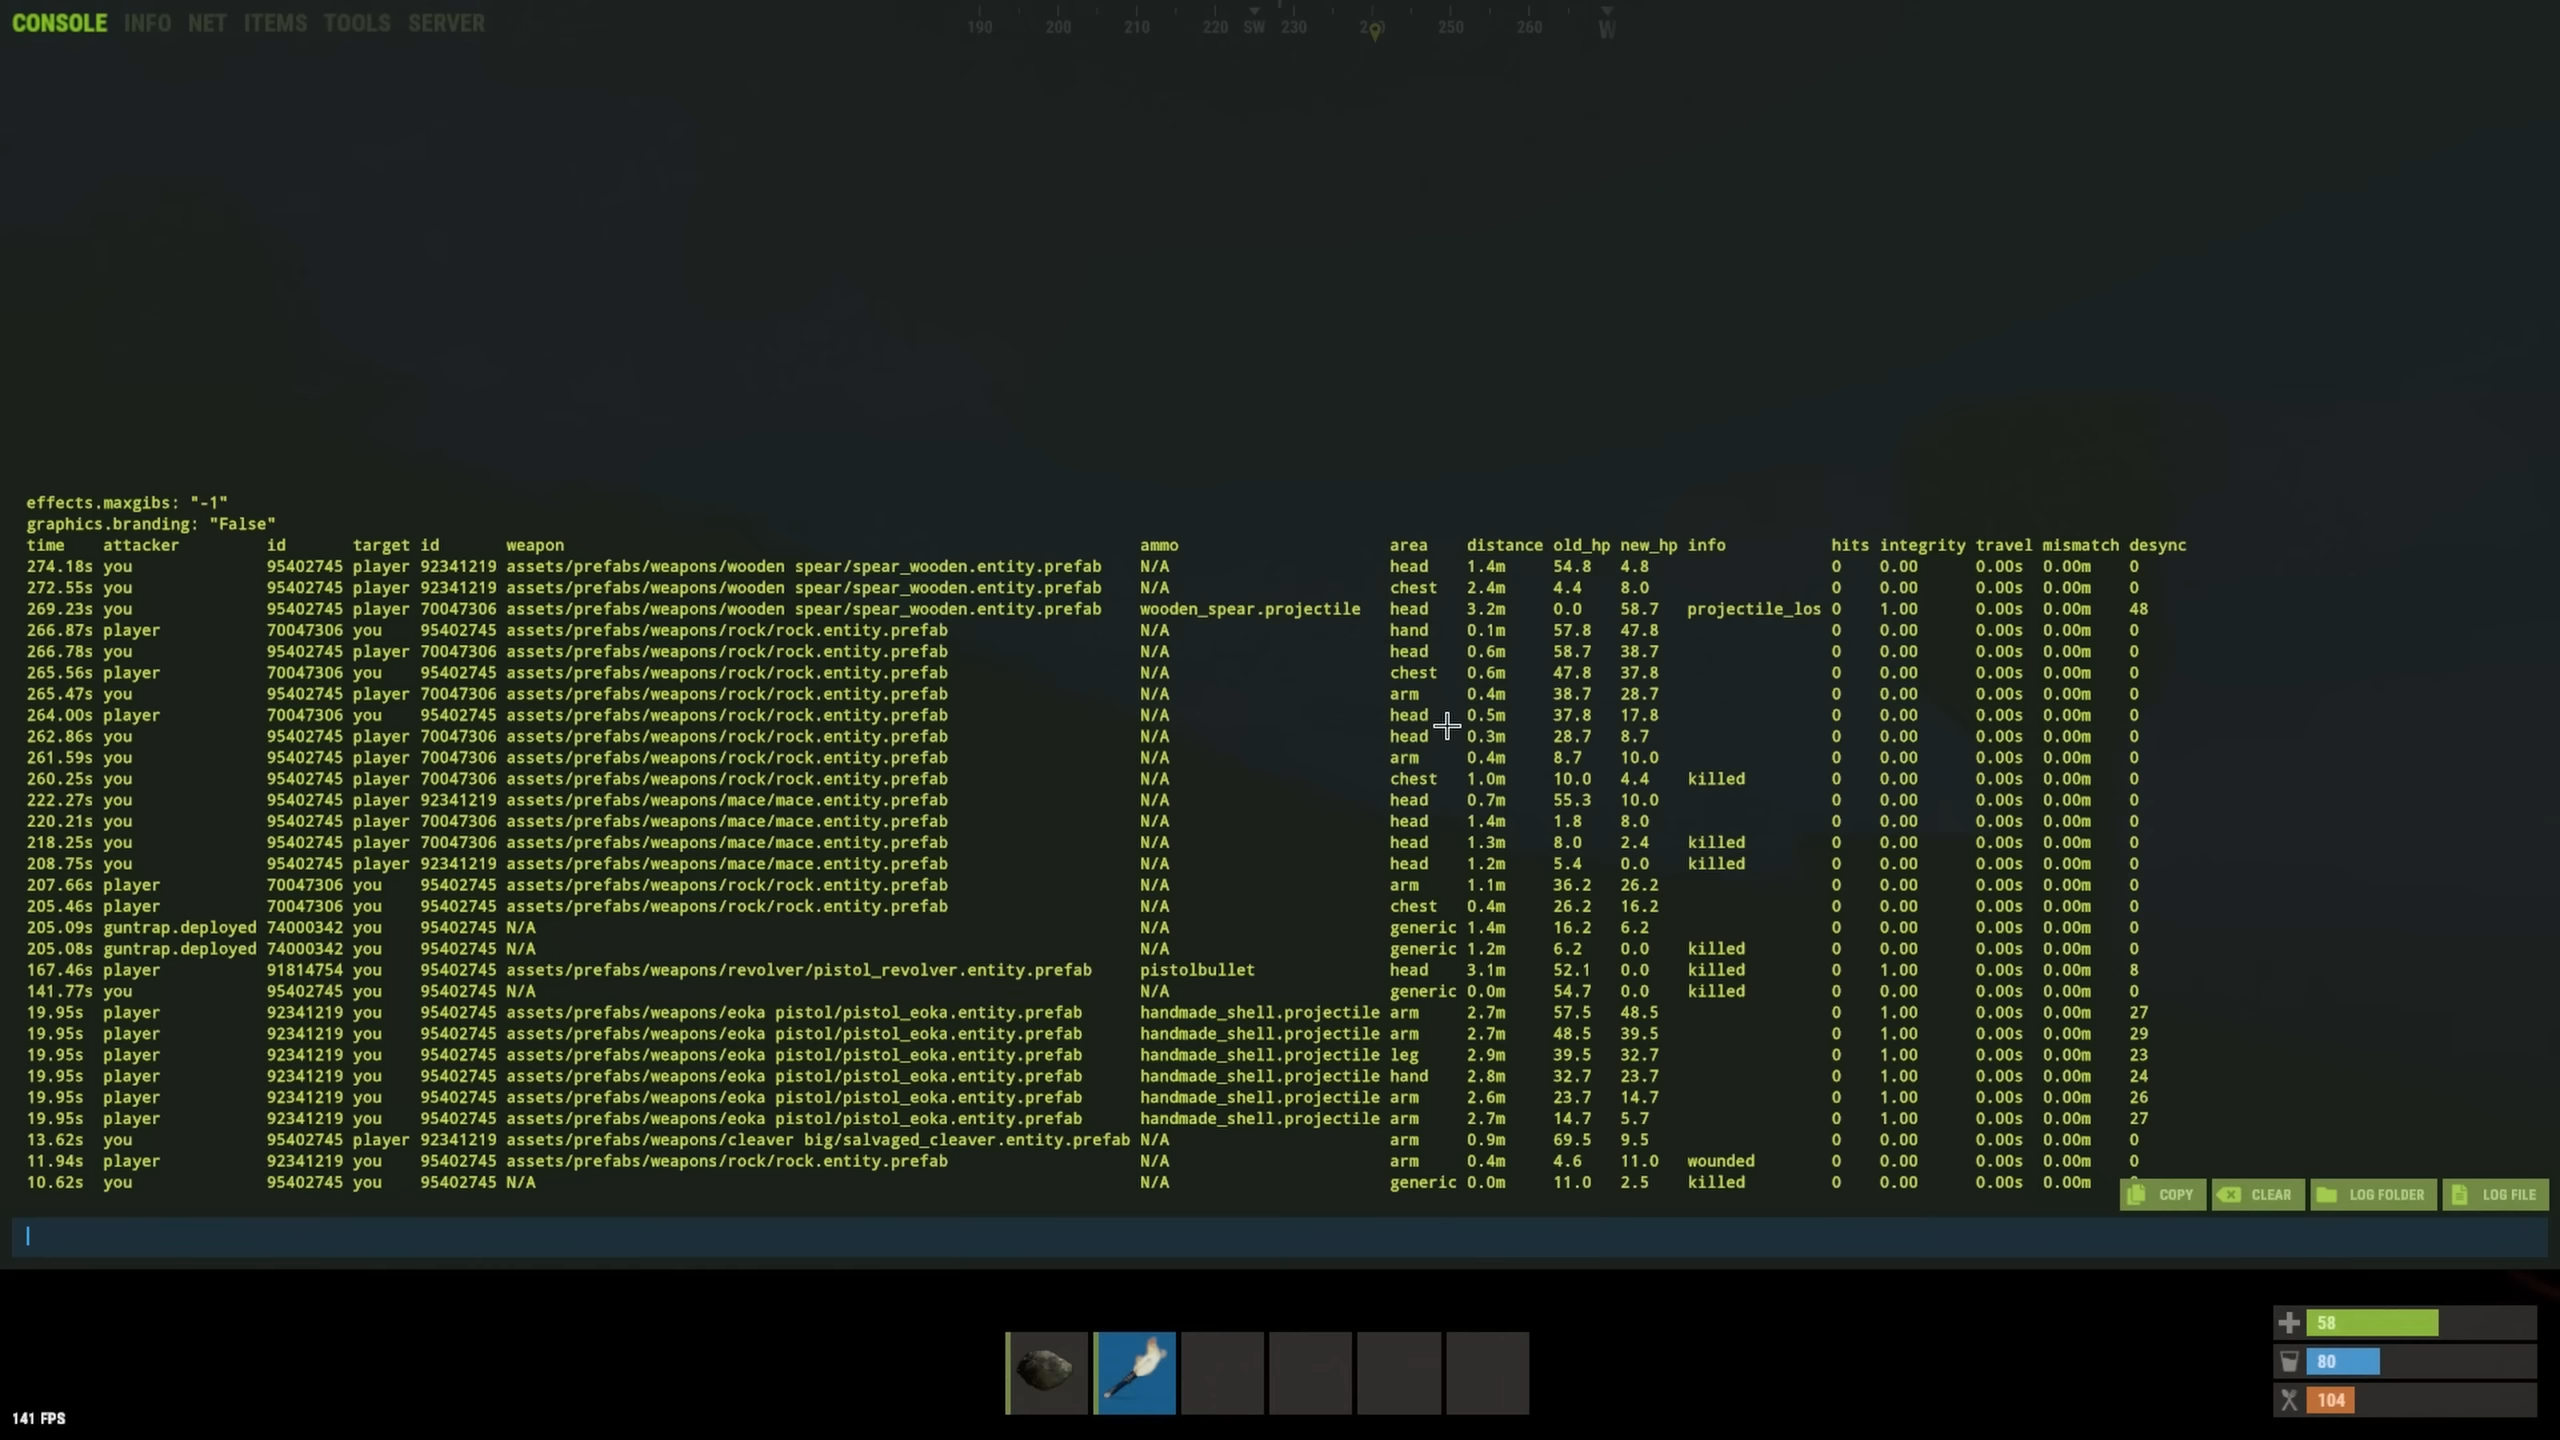 CONSOLE INFO NET ITEMS TOOLS SERVER
190 200 210 220 SW 230 250 260 W
effects.maxgibs: "-1"
graphics.branding: "False"
time attacker id target id weapon ammo area distance old_hp new_hp info hits integrity travel mismatch desync
274.18s you 95402745 player 92341219 assets/prefabs/weapons/wooden spear/spear_wooden.entity.prefab N/A head 1.4m 54.8 4.8 0 0.00 0.00s 0.00m 0
272.55s you 95402745 player 92341219 assets/prefabs/weapons/wooden spear/spear_wooden.entity.prefab N/A chest 2.4m 4.4 8.0 0 0.00 0.00s 0.00m 0
269.23s you 95402745 player 70047306 assets/prefabs/weapons/wooden spear/spear_wooden.entity.prefab wooden_spear.projectile head 3.2m 0.0 58.7 projectile_los 0 1.00 0.00s 0.00m 48
266.87s player 70047306 you 95402745 assets/prefabs/weapons/rock/rock.entity.prefab N/A hand 0.1m 57.8 47.8 0 0.00 0.00s 0.00m 0
266.78s you 95402745 player 70047306 assets/prefabs/weapons/rock/rock.entity.prefab N/A head 0.6m 58.7 38.7 0 0.00 0.00s 0.00m 0
265.56s player 70047306 you 95402745 assets/prefabs/weapons/rock/rock.entity.prefab N/A chest 0.6m 47.8 37.8 0 0.00 0.00s 0.00m 0
265.47s you 95402745 player 70047306 assets/prefabs/weapons/rock/rock.entity.prefab N/A arm 0.4m 38.7 28.7 0 0.00 0.00s 0.00m 0
264.00s player 70047306 you 95402745 assets/prefabs/weapons/rock/rock.entity.prefab N/A head 0.5m 37.8 17.8 0 0.00 0.00s 0.00m 0
262.86s you 95402745 player 70047306 assets/prefabs/weapons/rock/rock.entity.prefab N/A head 0.3m 28.7 8.7 0 0.00 0.00s 0.00m 0
261.59s you 95402745 player 70047306 assets/prefabs/weapons/rock/rock.entity.prefab N/A arm 0.4m 8.7 10.0 0 0.00 0.00s 0.00m 0
260.25s you 95402745 player 70047306 assets/prefabs/weapons/rock/rock.entity.prefab N/A chest 1.0m 10.0 4.4 killed 0 0.00 0.00s 0.00m 0
222.27s you 95402745 player 92341219 assets/prefabs/weapons/mace/mace.entity.prefab N/A head 0.7m 55.3 10.0 0 0.00 0.00s 0.00m 0
220.21s you 95402745 player 70047306 assets/prefabs/weapons/mace/mace.entity.prefab N/A head 1.4m 1.8 8.0 0 0.00 0.00s 0.00m 0
218.25s you 95402745 player 70047306 assets/prefabs/weapons/mace/mace.entity.prefab N/A head 1.3m 8.0 2.4 killed 0 0.00 0.00s 0.00m 0
208.75s you 95402745 player 92341219 assets/prefabs/weapons/mace/mace.entity.prefab N/A head 1.2m 5.4 0.0 killed 0 0.00 0.00s 0.00m 0
207.66s player 70047306 you 95402745 assets/prefabs/weapons/rock/rock.entity.prefab N/A arm 1.1m 36.2 26.2 0 0.00 0.00s 0.00m 0
205.46s player 70047306 you 95402745 assets/prefabs/weapons/rock/rock.entity.prefab N/A chest 0.4m 26.2 16.2 0 0.00 0.00s 0.00m 0
205.09s guntrap.deployed 74000342 you 95402745 N/A N/A generic 1.4m 16.2 6.2 0 0.00 0.00s 0.00m 0
205.08s guntrap.deployed 74000342 you 95402745 N/A N/A generic 1.2m 6.2 0.0 killed 0 0.00 0.00s 0.00m 0
167.46s player 91814754 you 95402745 assets/prefabs/weapons/revolver/pistol_revolver.entity.prefab pistolbullet head 3.1m 52.1 0.0 killed 0 1.00 0.00s 0.00m 8
141.77s you 95402745 you 95402745 N/A N/A generic 0.0m 54.7 0.0 killed 0 0.00 0.00s 0.00m 0
19.95s player 92341219 you 95402745 assets/prefabs/weapons/eoka pistol/pistol_eoka.entity.prefab handmade_shell.projectile arm 2.7m 57.5 48.5 0 1.00 0.00s 0.00m 27
19.95s player 92341219 you 95402745 assets/prefabs/weapons/eoka pistol/pistol_eoka.entity.prefab handmade_shell.projectile arm 2.7m 48.5 39.5 0 1.00 0.00s 0.00m 29
19.95s player 92341219 you 95402745 assets/prefabs/weapons/eoka pistol/pistol_eoka.entity.prefab handmade_shell.projectile leg 2.9m 39.5 32.7 0 1.00 0.00s 0.00m 23
19.95s player 92341219 you 95402745 assets/prefabs/weapons/eoka pistol/pistol_eoka.entity.prefab handmade_shell.projectile hand 2.8m 32.7 23.7 0 1.00 0.00s 0.00m 24
19.95s player 92341219 you 95402745 assets/prefabs/weapons/eoka pistol/pistol_eoka.entity.prefab handmade_shell.projectile arm 2.6m 23.7 14.7 0 1.00 0.00s 0.00m 26
19.95s player 92341219 you 95402745 assets/prefabs/weapons/eoka pistol/pistol_eoka.entity.prefab handmade_shell.projectile arm 2.7m 14.7 5.7 0 1.00 0.00s 0.00m 27
13.62s you 95402745 player 92341219 assets/prefabs/weapons/cleaver big/salvaged_cleaver.entity.prefab N/A arm 0.9m 69.5 9.5 0 0.00 0.00s 0.00m 0
11.94s player 92341219 you 95402745 assets/prefabs/weapons/rock/rock.entity.prefab N/A arm 0.4m 4.6 11.0 wounded 0 0.00 0.00s 0.00m 0
10.62s you 95402745 you 95402745 N/A N/A generic 0.0m 11.0 2.5 killed 0 0.00 0.00s 0.00m
COPY CLEAR LOG FOLDER LOG FILE
58
80
104
141 FPS